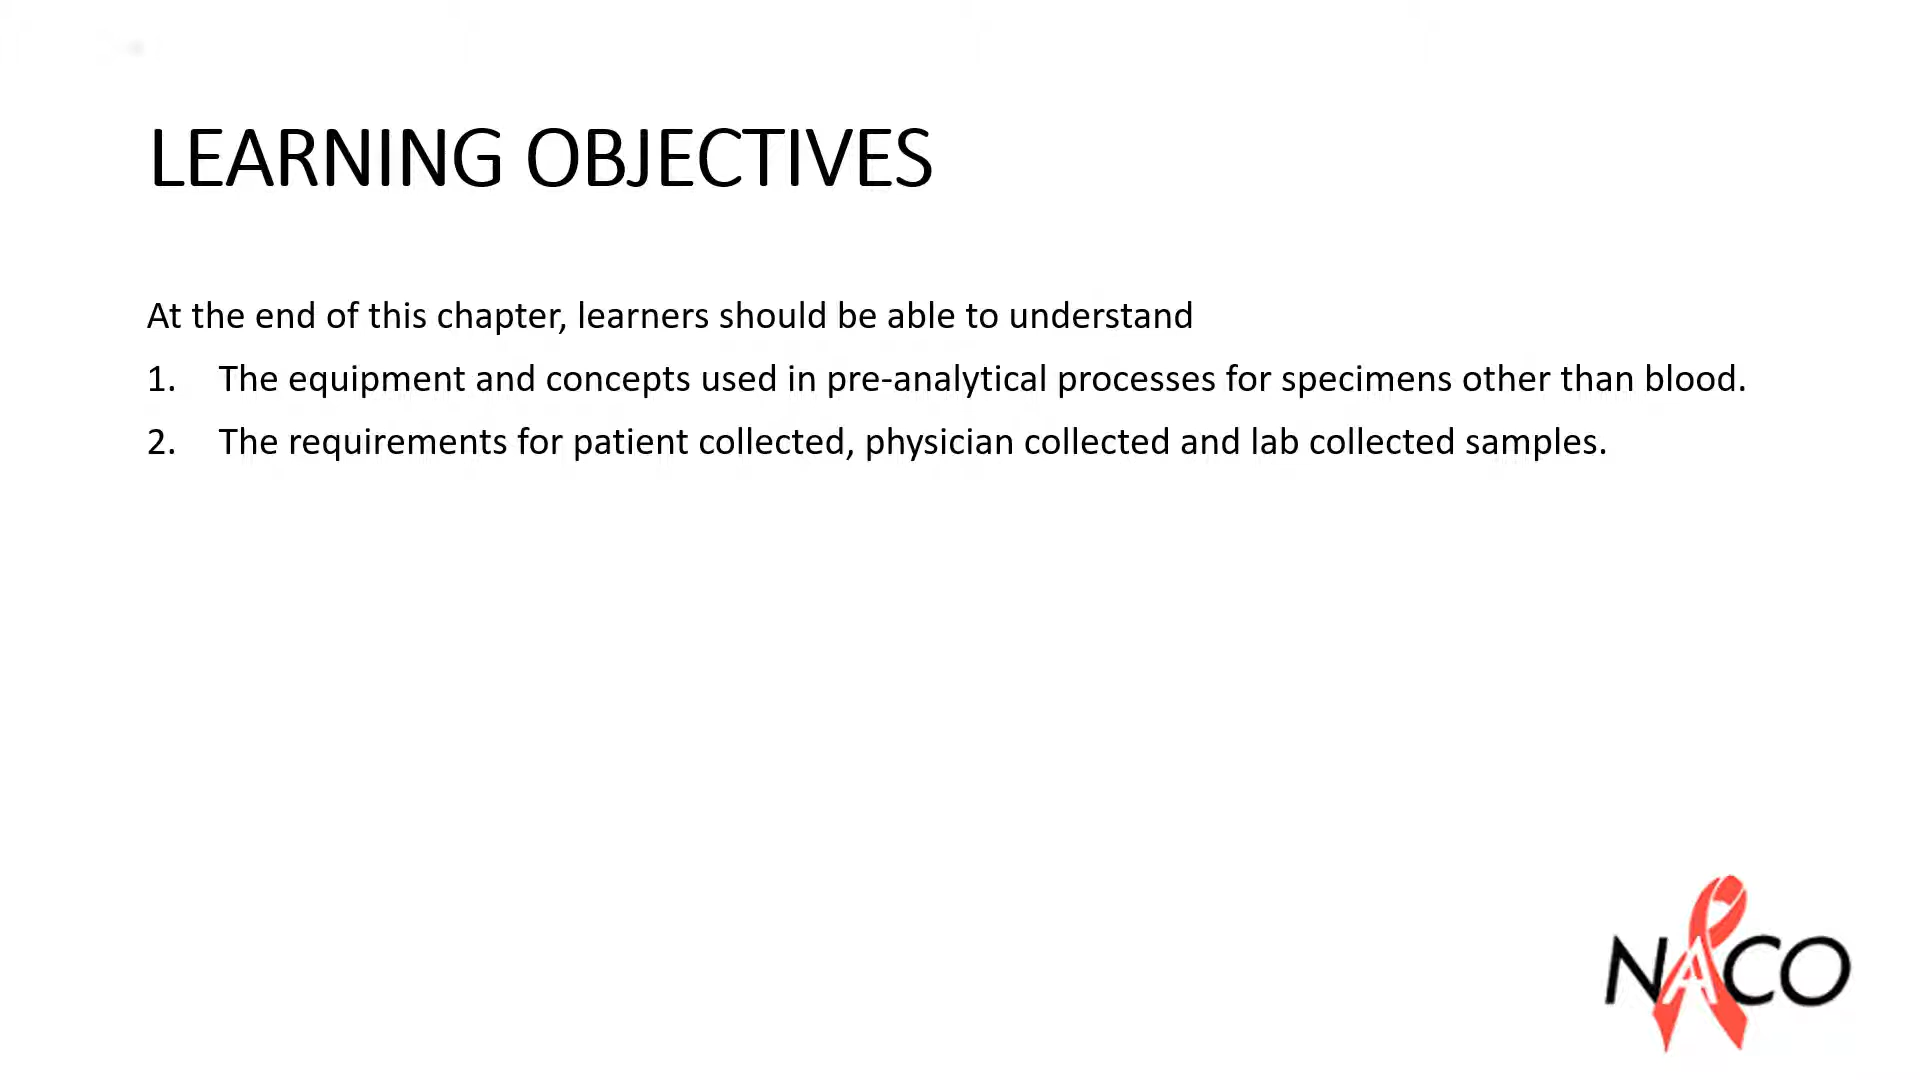 LEARNING OBJECTIVES
At the end of this chapter, learners should be able to understand
1. The equipment and concepts used in pre-analytical processes for specimens other than blood.
2. The requirements for patient collected, physician collected and lab collected samples.
NACO